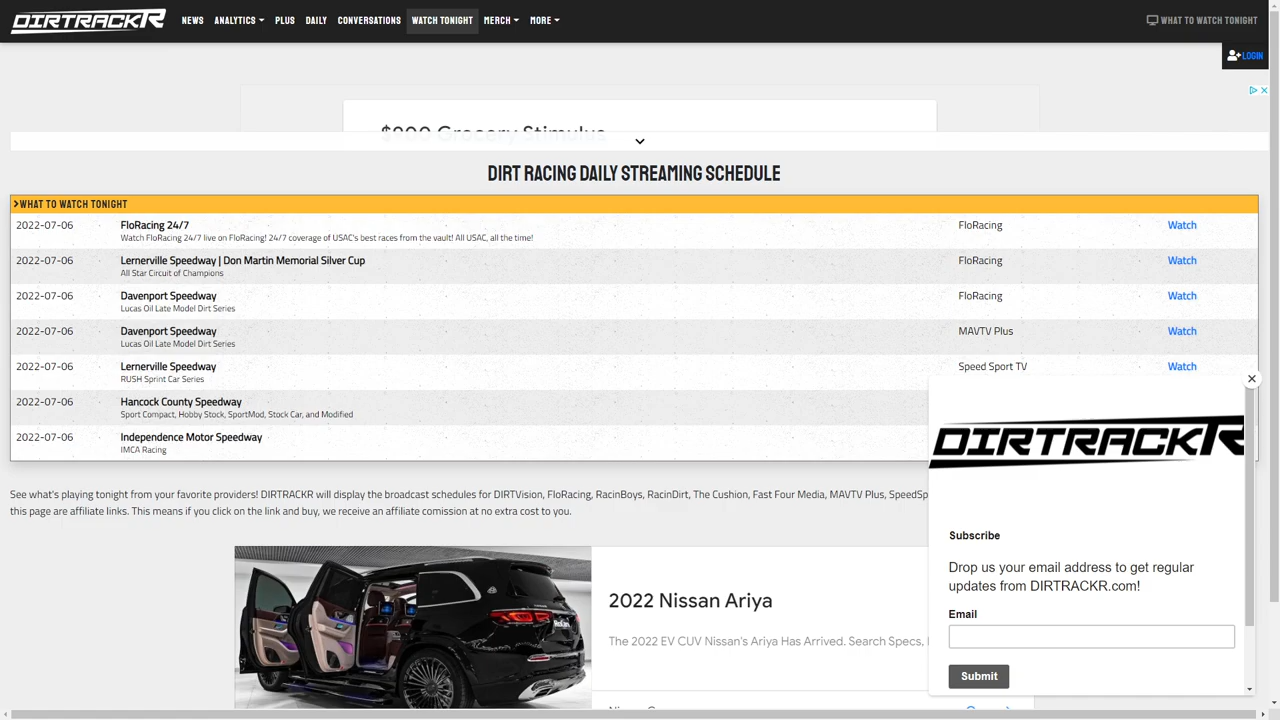 DIRTRACKR
NEWS
ANALYTICS
PLUS
DAILY
CONVERSATIONS
WATCH TONIGHT
MERCH
MORE
WHAT TO WATCH TONIGHT
LOGIN
$900 Grocery Stimulus
DIRT RACING DAILY STREAMING SCHEDULE
WHAT TO WATCH TONIGHT
2022-07-06 FloRacing 24/7 FloRacing Watch
Watch FloRacing 24/7 live on FloRacing! 24/7 coverage of USAC's best races from the vault! All USAC, all the time!
2022-07-06 Lernerville Speedway | Don Martin Memorial Silver Cup FloRacing Watch
All Star Circuit of Champions
2022-07-06 Davenport Speedway FloRacing Watch
Lucas Oil Late Model Dirt Series
2022-07-06 Davenport Speedway MAVTV Plus Watch
Lucas Oil Late Model Dirt Series
2022-07-06 Lernerville Speedway Speed Sport TV Watch
RUSH Sprint Car Series
2022-07-06 Hancock County Speedway
Sport Compact, Hobby Stock, SportMod, Stock Car, and Modified
2022-07-06 Independence Motor Speedway
IMCA Racing
See what's playing tonight from your favorite providers! DIRTRACKR will display the broadcast schedules for DIRTVision, FloRacing, RacinBoys, RacinDirt, The Cushion, Fast Four Media, MAVTV Plus, SpeedSp
this page are affiliate links. This means if you click on the link and buy, we receive an affiliate comission at no extra cost to you.
2022 Nissan Ariya
The 2022 EV CUV Nissan's Ariya Has Arrived. Search Specs,
DIRTRACKR
Subscribe
Drop us your email address to get regular
updates from DIRTRACKR.com!
Email
Submit